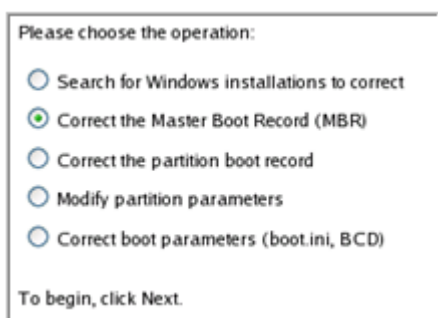 Please choose the operation:
Search for Windows installations to correct
Correct the Master Boot Record (MBR)
Correct the partition boot record
Modify partition parameters
Correct boot parameters (boot.ini, BCD)
To begin, click Next.